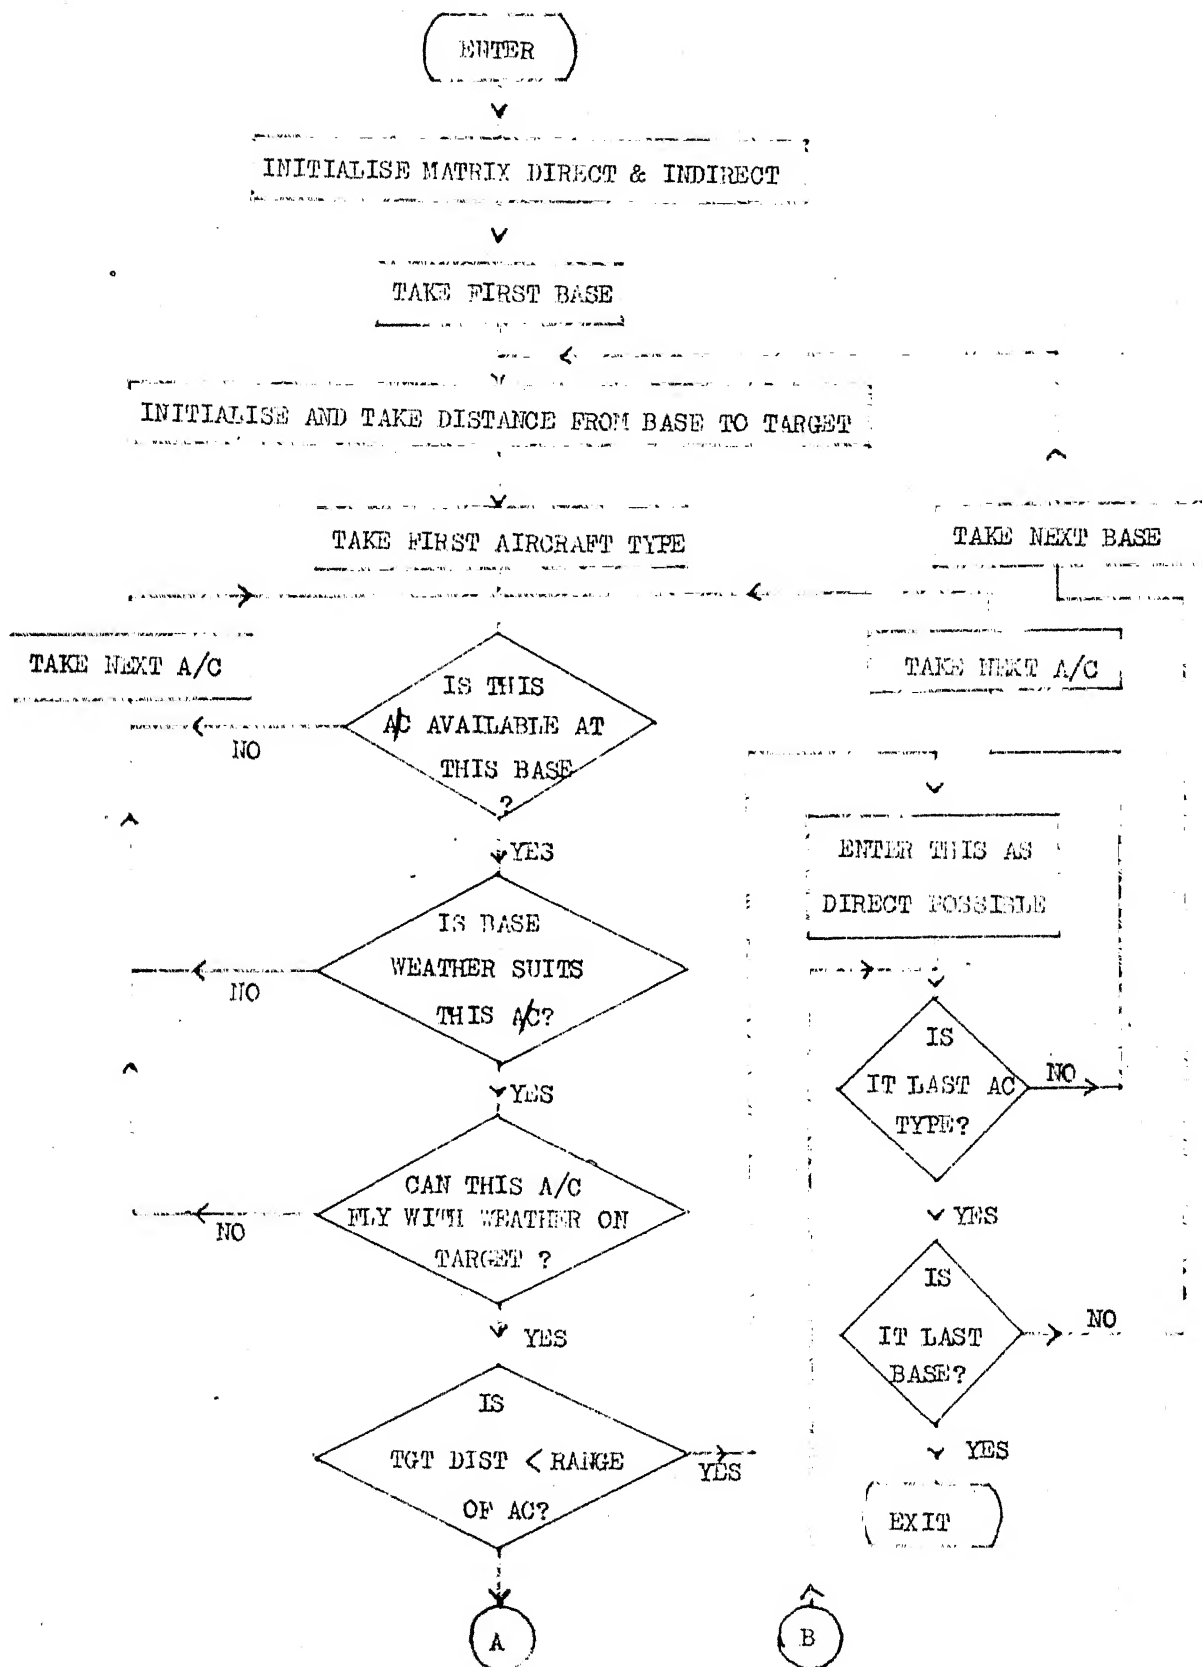 ENTER
INITIALISE MATRIX DIRECT & INDIRECT
TAKE FIRST BASE
INITIALISE AND TAKE DISTANCE FROM BASE TO TARGET
TAKE FIRST AIRCRAFT TYPE
TAKE NEXT BASE
TAKE NEXT A/C
TAKE NEXT A/C
IS THIS
A/C AVAILABLE AT
THIS BASE
?
NO
YES
ENTER THIS AS
DIRECT POSSIBLE
IS BASE
WEATHER SUITS
THIS A/C?
NO
YES
IS
IT LAST AC
TYPE?
NO
YES
CAN THIS A/C
FLY WITH WEATHER ON
TARGET ?
NO
YES
IS
IT LAST
BASE?
NO
YES
IS
TGT DIST < RANGE
OF AC?
YES
EXIT
A
B